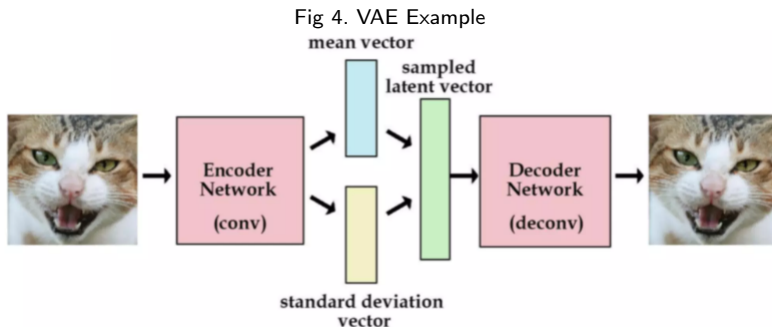 Fig 4. VAE Example
mean vector
sampled
latent vector
Encoder
Network
(conv)
Decoder
Network
(deconv)
standard deviation
vector